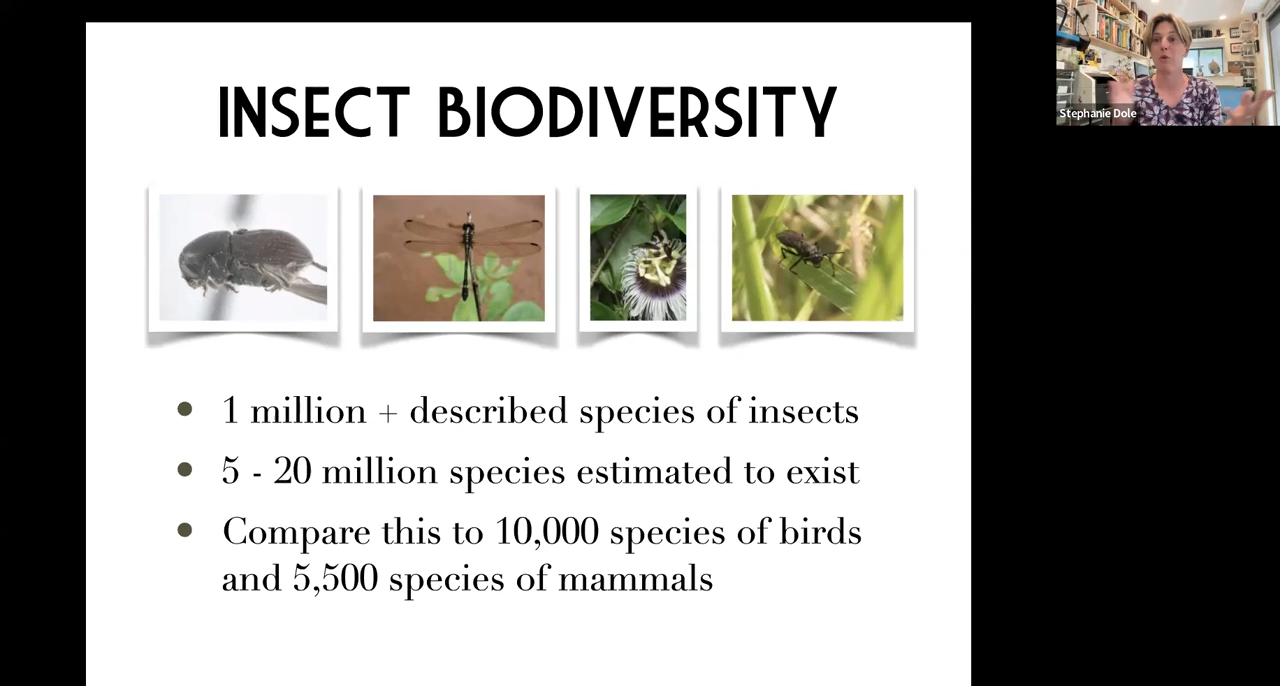 INSECT BIODIVERSITY
1 million + described species of insects
5 - 20 million species estimated to exist
Compare this to 10,000 species of birds
and 5,500 species of mammals
Stephanie Dole